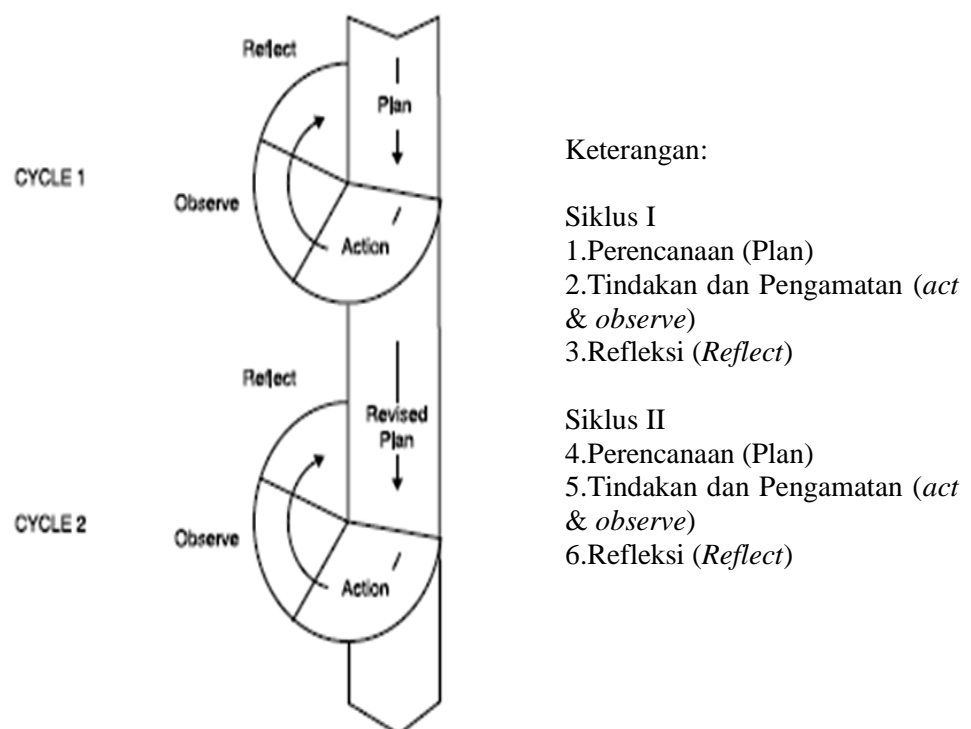 Reflect
Plan
CYCLE 1
Observe
Action
Reflect
Revised
Plan
CYCLE 2
Observe
Action
Keterangan:
Siklus I
1.Perencanaan (Plan)
2.Tindakan dan Pengamatan (act
& observe)
3.Refleksi (Reflect)
Siklus II
4.Perencanaan (Plan)
5.Tindakan dan Pengamatan (act
& observe)
6.Refleksi (Reflect)